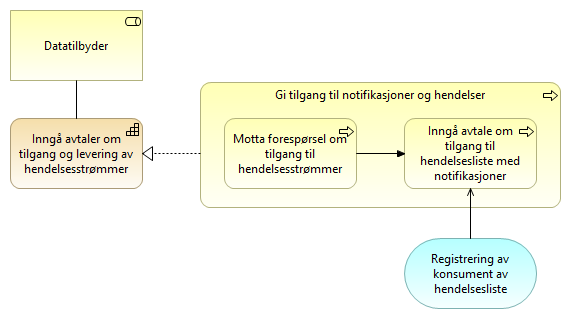 Datatilbyder
Gi tilgang til notifikasjoner og hendelser
Inngå avtaler om
tilgang og levering av
hendelsesstrømmer
Motta forespørsel om
tilgang til
hendelsesstrømmer
Inngå avtale om
tilgang til
hendelsesliste med
notifikasjoner
Registrering av
konsument av
hendelsesliste